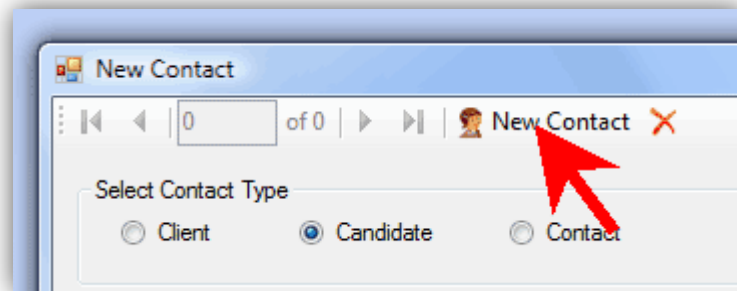 New Contact
0 of 0 New Contact
Select Contact Type
Client Candidate Contact